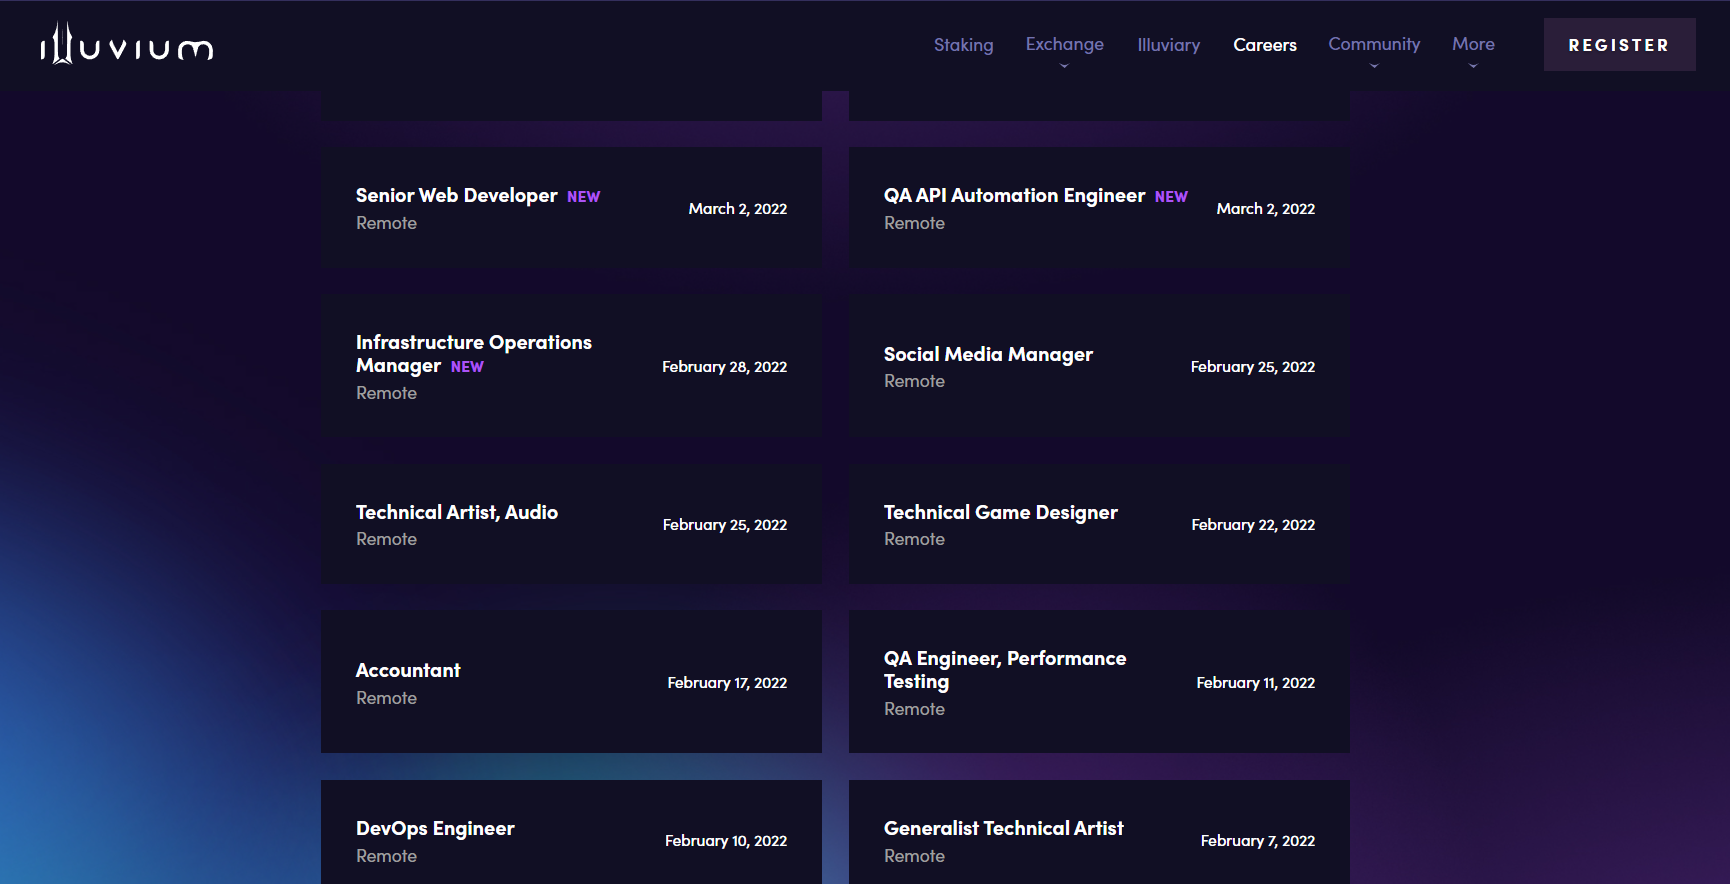 illuvium
Staking Exchange Illuviary Careers Community More REGISTER
Senior Web Developer NEW
Remote
March 2, 2022
QA API Automation Engineer NEW
Remote
March 2, 2022
Infrastructure Operations
Manager NEW
Remote
February 28, 2022
Social Media Manager
Remote
February 25, 2022
Technical Artist, Audio
Remote
February 25, 2022
Technical Game Designer
Remote
February 22, 2022
Accountant
Remote
February 17, 2022
QA Engineer, Performance
Testing
Remote
February 11, 2022
DevOps Engineer
Remote
February 10, 2022
Generalist Technical Artist
Remote
February 7, 2022